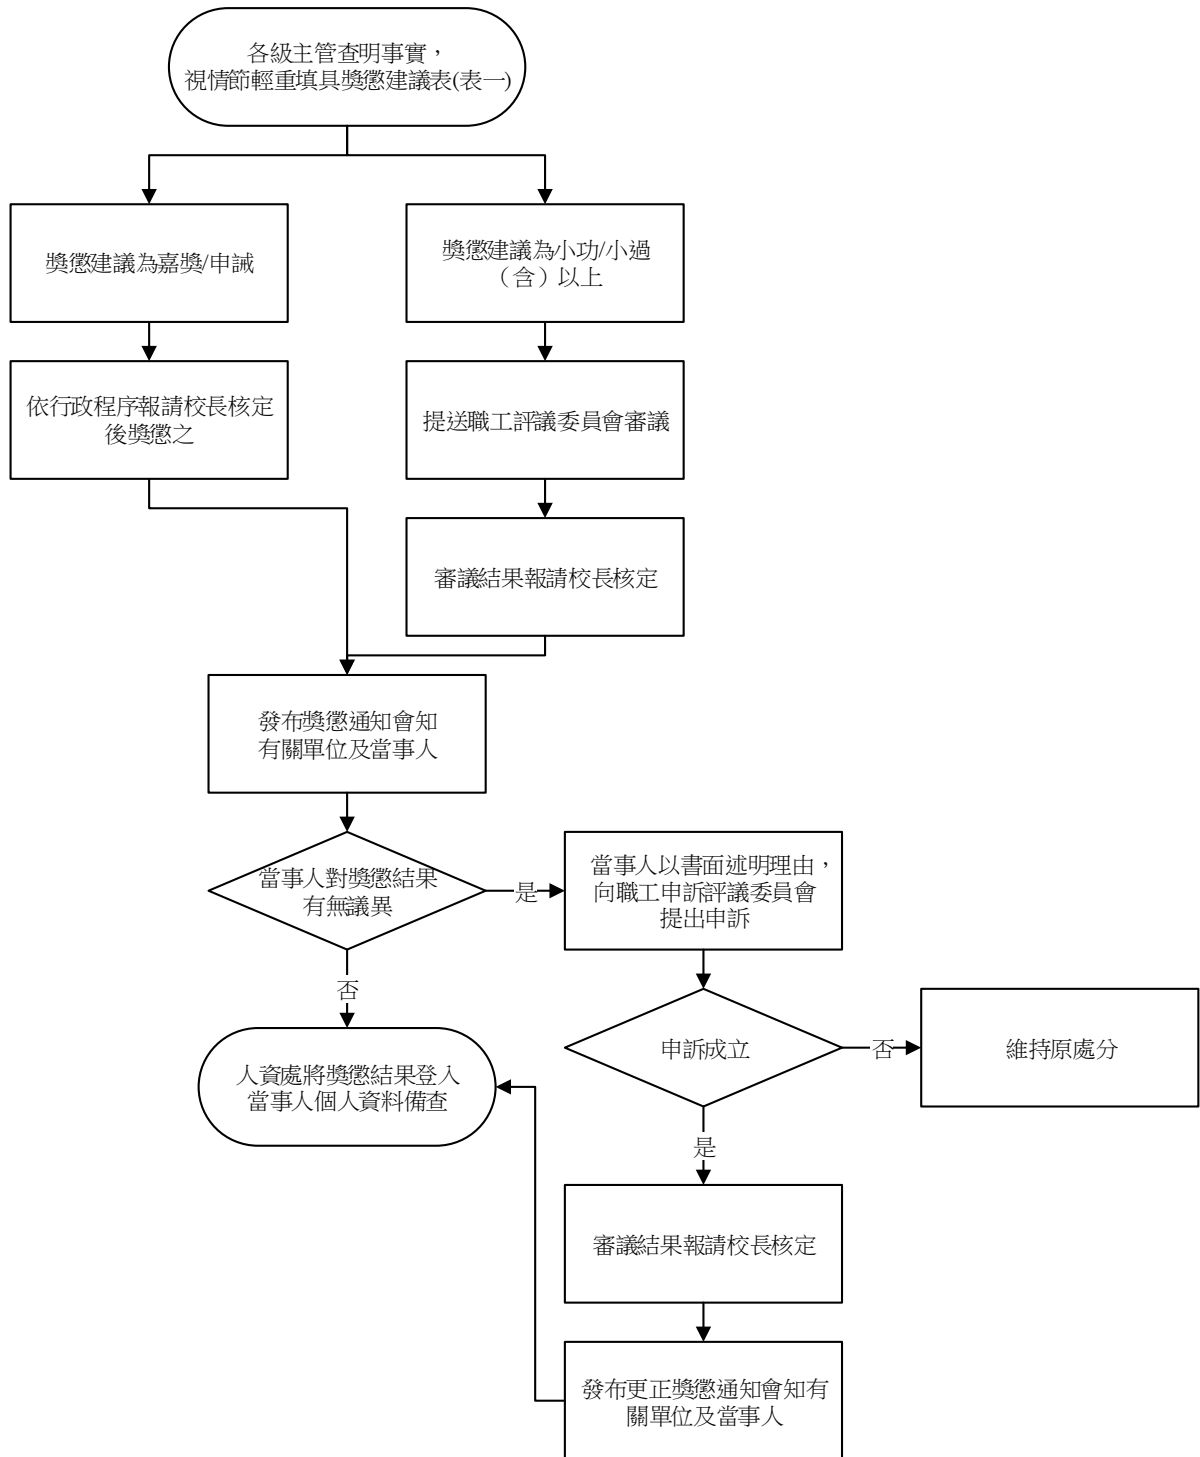 各級主管查明事實，
視情節輕重填具獎懲建議表(表一)
獎懲建議為嘉獎/申誡
獎懲建議為小功/小過
（含）以上
依行政程序報請校長核定
後獎懲之
提送職工評議委員會審議
審議結果報請校長核定
發布獎懲通知會知
有關單位及當事人
當事人對獎懲結果
有無議異
是
當事人以書面述明理由，
向職工申訴評議委員會
提出申訴
否
申訴成立
否
維持原處分
人資處將獎懲結果登入
當事人個人資料備查
是
審議結果報請校長核定
發布更正獎懲通知會知有
關單位及當事人